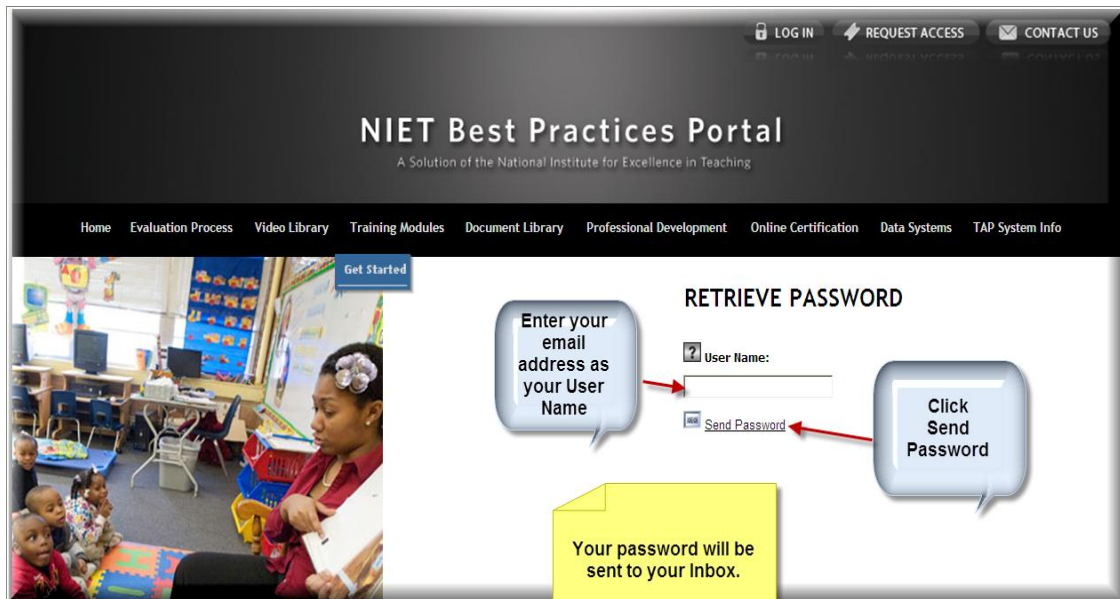 LOG IN REQUEST ACCESS CONTACT US
NIET Best Practices Portal
A Solution of the National Institute for Excellence in Teaching
Home Evaluation Process Video Library Training Modules Document Library Professional Development Online Certification Data Systems TAP System Info
Get Started
RETRIEVE PASSWORD
Enter your
email
address as
your User
Name
? User Name:
Send Password
Click
Send
Password
Your password will be
sent to your Inbox.